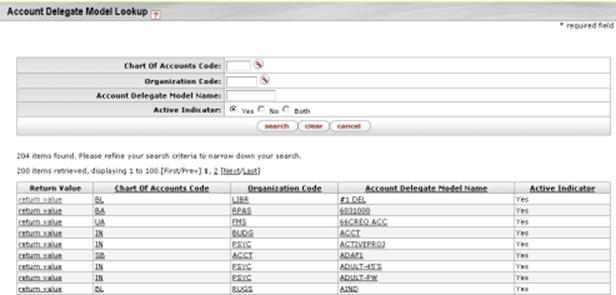 Account Delegate Model Lookup ?
* required field
Chart Of Accounts Code:
Organization Code:
Account Delegate Model Name:
Active Indicator: Yes No Both
search clear cancel
204 items found. Please refine your search criteria to narrow down your search.
200 items retrieved, displaying 1 to 100.[First/Prev] 1, 2 [Next/Last]
Return Value Chart Of Accounts Code Organization Code Account Delegate Model Name Active Indicator
return value BL LIBR #1 DEL Yes
return value BA RPAS 6031000 Yes
return value UA FMS 66CREO ACC Yes
return value IN BUDG ACCT Yes
return value IN PSYC ACTIVEPROJ Yes
return value SB ACCT ADAF1 Yes
return value IN PSYC ADULT-45'S Yes
return value IN PSYC ADULT-PW Yes
return value BL RUGS AIND Yes